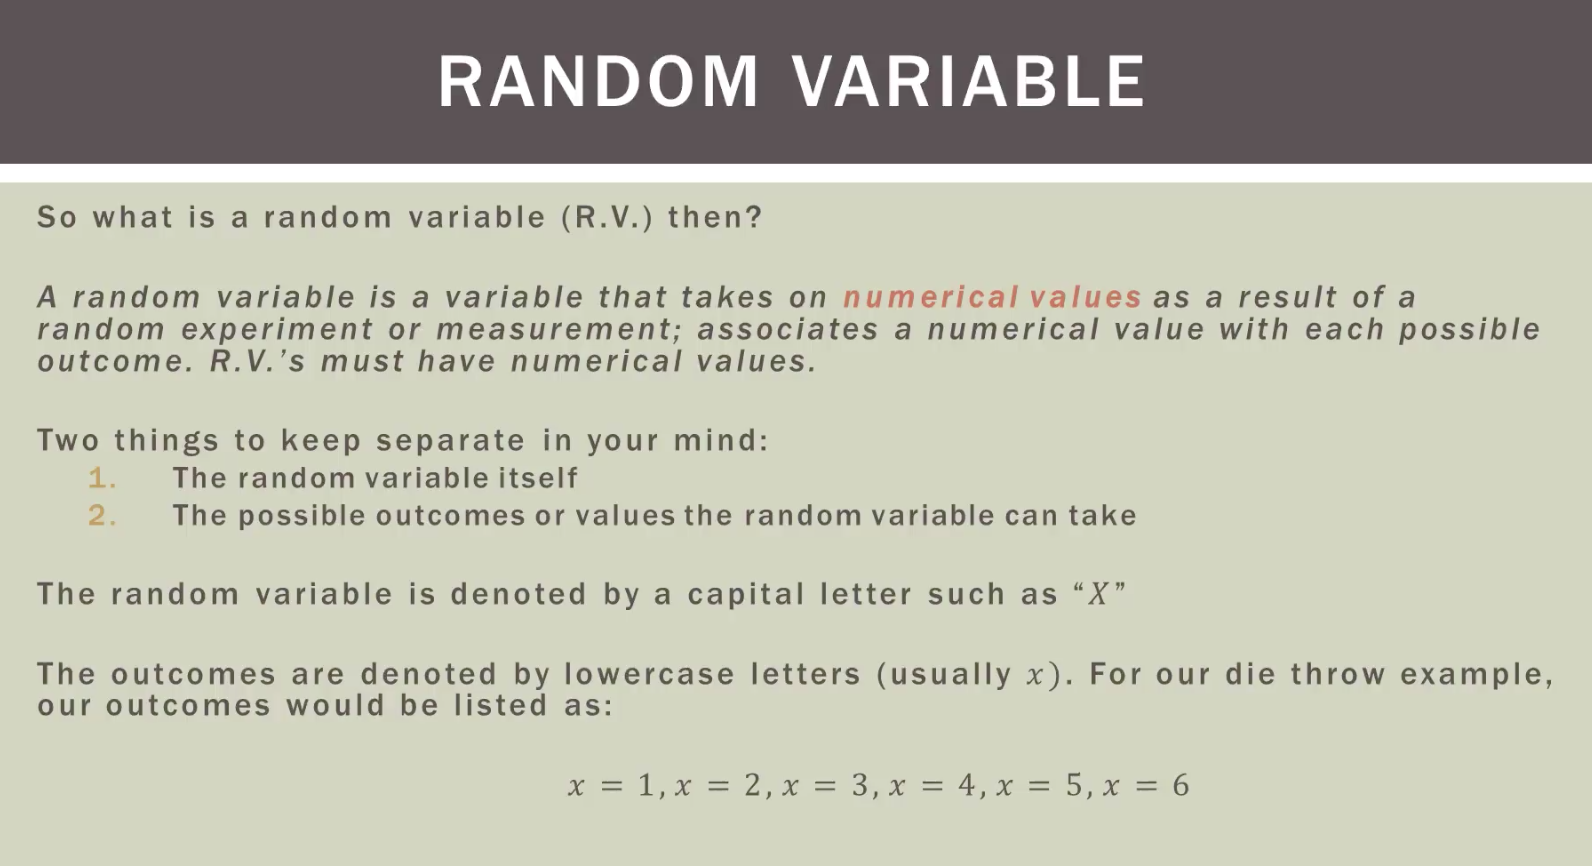 RANDOM VARIABLE
So what is a random variable (R.V.) then?
A random variable is a variable that takes on numerical values as a result of a
random experiment or measurement; associates a numerical value with each possible
outcome. R.V.’s must have numerical values.
Two things to keep separate in your mind:
1. The random variable itself
2. The possible outcomes or values the random variable can take
The random variable is denoted by a capital letter such as “X”
The outcomes are denoted by lowercase letters (usually x). For our die throw example,
our outcomes would be listed as:
x = 1, x = 2, x = 3, x = 4, x = 5, x = 6